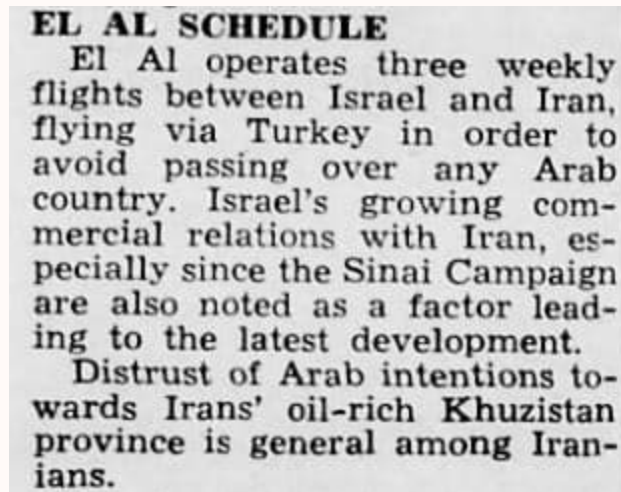 EL AL SCHEDULE
El Al operates three weekly
flights between Israel and Iran,
flying via Turkey in order to
avoid passing over any Arab
country. Israel's growing com-
mercial relations with Iran, es-
pecially since the Sinai Campaign
are also noted as a factor lead-
ing to the latest development.
Distrust of Arab intentions to-
wards Irans' oil-rich Khuzistan
province is general among Iran-
ians.